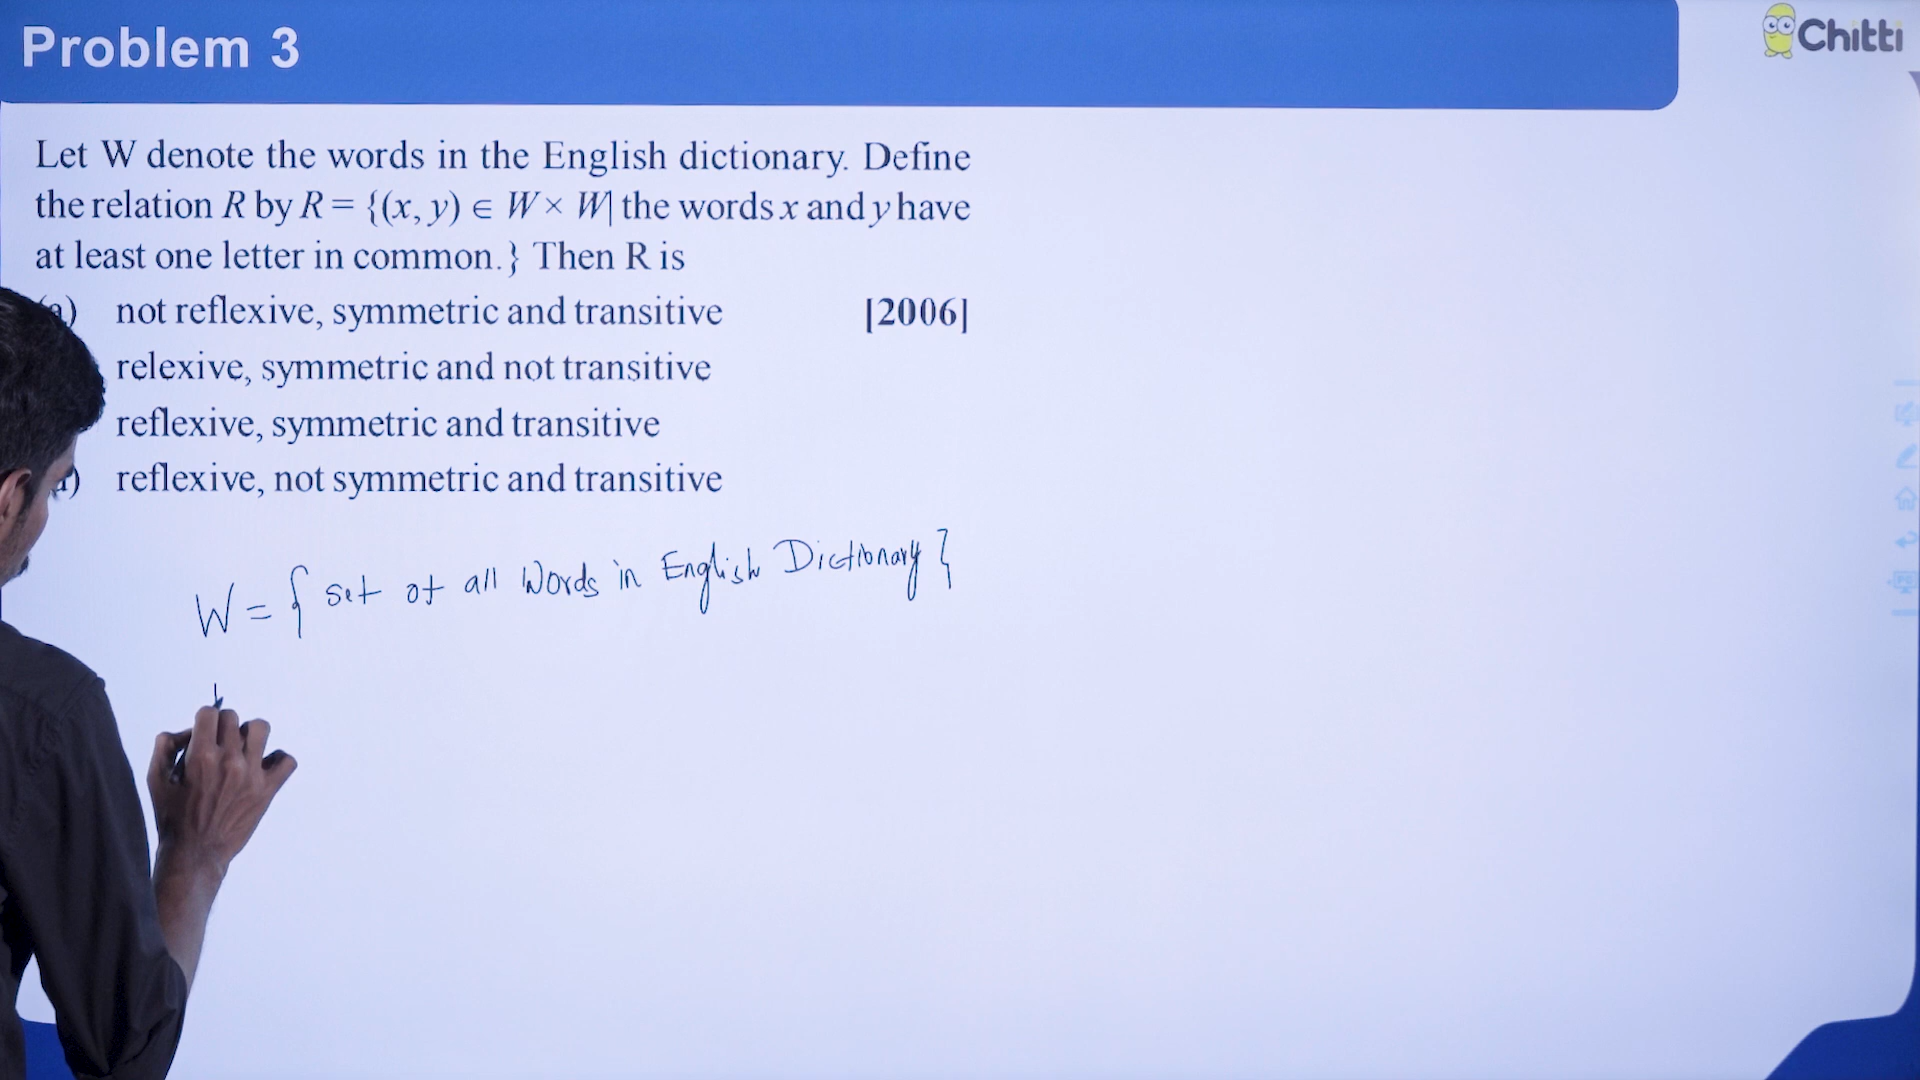 Problem 3
Chitti
Let W denote the words in the English dictionary. Define
the relation R by R = {(x, y) ∈ W × W| the words x and y have
at least one letter in common.} Then R is
a) not reflexive, symmetric and transitive [2006]
relexive, symmetric and not transitive
reflexive, symmetric and transitive
) reflexive, not symmetric and transitive
W = { set of all Words in English Dictionary }